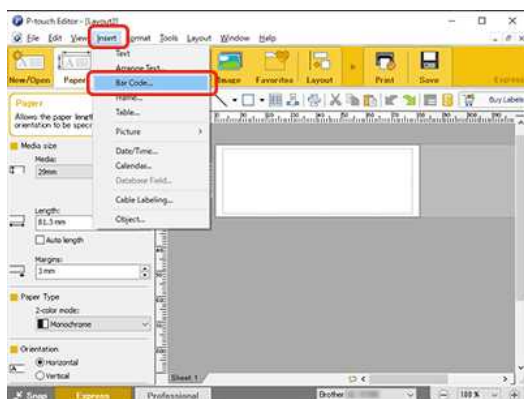 P-touch Editor - [Layout1]
File Edit View Insert Format Tools Layout Window Help
Text
Arrange Text...
Bar Code...
Frame...
Table...
Picture
Date/Time...
Calendar...
Database Field...
Cable Labeling...
Object...
New/Open Paper Image Favorites Layout Print Save Express
Buy Labels
Paper
Allows the paper length
orientation to be
Media size
Media:
29mm
Length:
81.3 mm
Auto length
Margins:
3 mm
Paper Type
2-color mode:
Monochrome
Orientation
Horizontal
Vertical
Sheet 1
Snap Express Professional
Brother
100 %